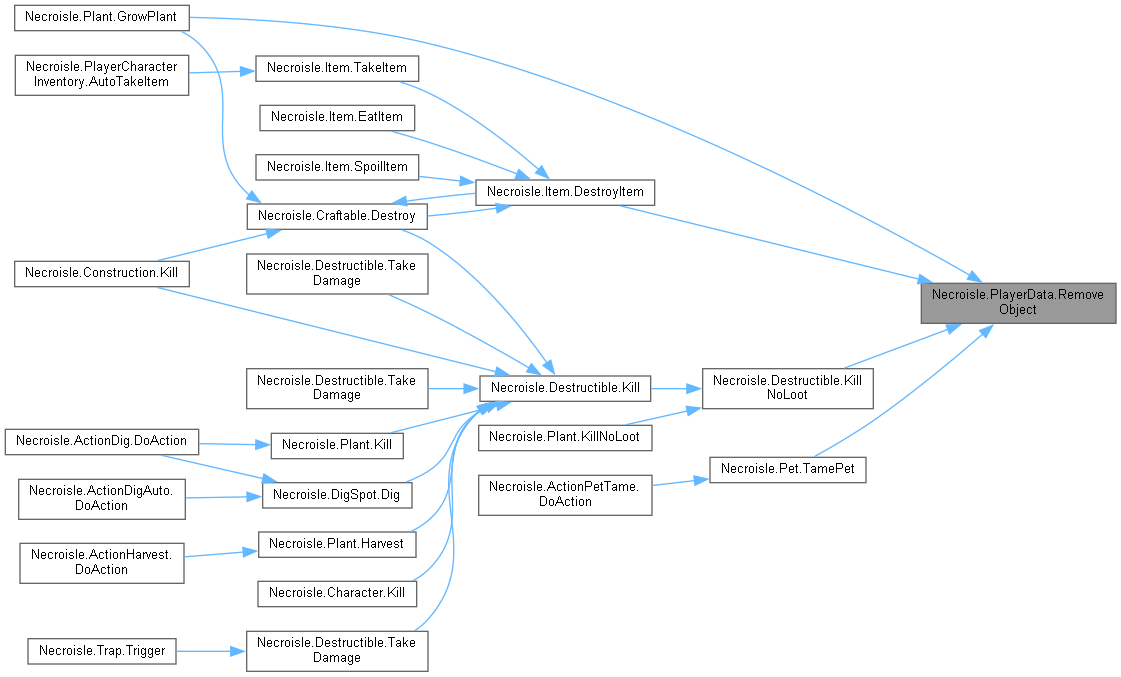 Necroisle.Plant.GrowPlant
Necroisle.PlayerCharacter
Inventory.AutoTakeItem
Necroisle.Item.TakeItem
Necroisle.Item.EatItem
Necroisle.Item.SpoilItem
Necroisle.Item.DestroyItem
Necroisle.Craftable.Destroy
Necroisle.Construction.Kill
Necroisle.Destructible.Take
Damage
Necroisle.PlayerData.Remove
Object
Necroisle.Destructible.Take
Damage
Necroisle.Destructible.Kill
Necroisle.Destructible.Kill
NoLoot
Necroisle.ActionDig.DoAction
Necroisle.Plant.Kill
Necroisle.Plant.KillNoLoot
Necroisle.Pet.TamePet
Necroisle.ActionDigAuto.
DoAction
Necroisle.DigSpot.Dig
Necroisle.ActionPetTame.
DoAction
Necroisle.ActionHarvest.
DoAction
Necroisle.Plant.Harvest
Necroisle.Character.Kill
Necroisle.Trap.Trigger
Necroisle.Destructible.Take
Damage